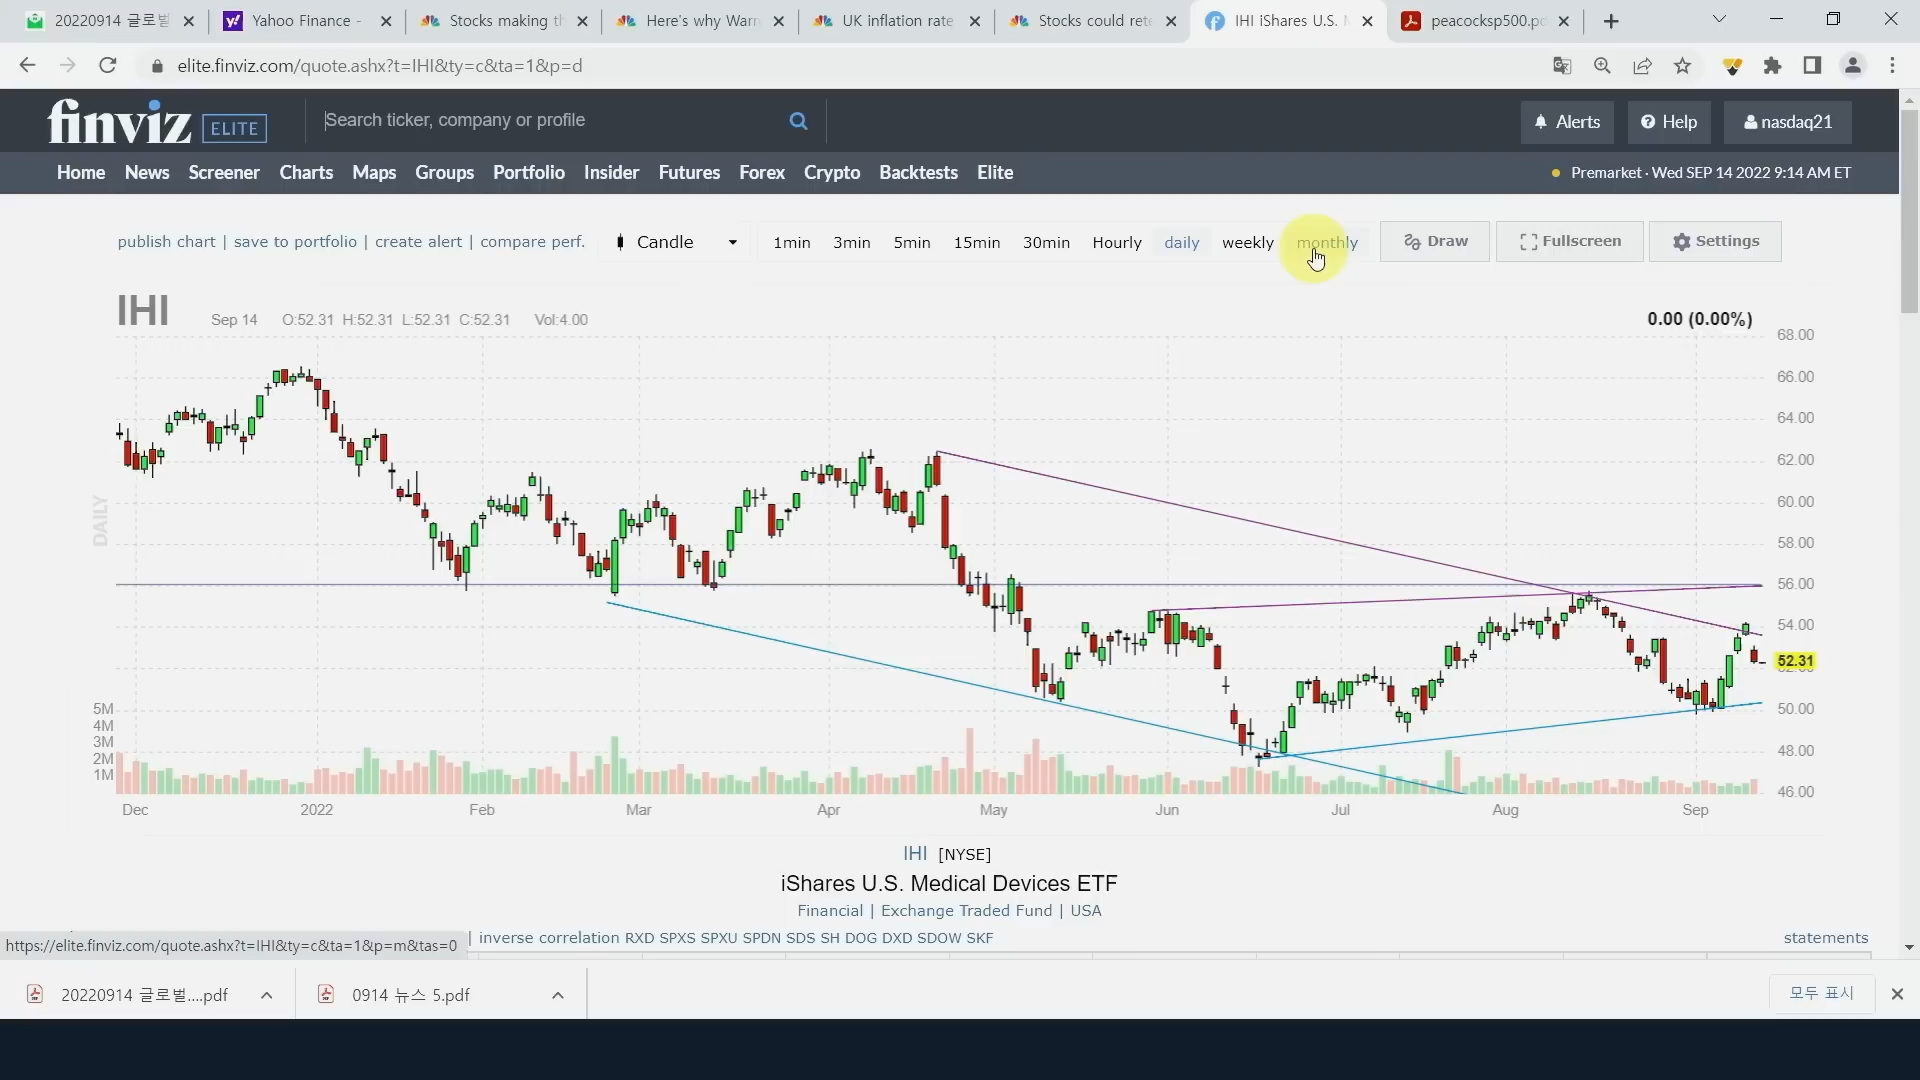 20220914 글로벌
Yahoo Finance -
Stocks making th
Here's why Warr
UK inflation rate
Stocks could rete
IHI iShares U.S. M
peacocksp500.pd
elite.finviz.com/quote.ashx?t=IHI&ty=c&ta=1&p=d
finviz ELITE
Search ticker, company or profile
Alerts
Help
nasdaq21
Home News Screener Charts Maps Groups Portfolio Insider Futures Forex Crypto Backtests Elite
Premarket · Wed SEP 14 2022 9:14 AM ET
publish chart | save to portfolio | create alert | compare perf.
Candle
1min 3min 5min 15min 30min Hourly daily weekly monthly
Draw
Fullscreen
Settings
IHI
Sep 14 O:52.31 H:52.31 L:52.31 C:52.31 Vol:4.00
0.00 (0.00%)
68.00
66.00
64.00
62.00
60.00
58.00
56.00
54.00
52.31
50.00
48.00
46.00
DAILY
5M
4M
3M
2M
1M
Dec 2022 Feb Mar Apr May Jun Jul Aug Sep
IHI [NYSE]
iShares U.S. Medical Devices ETF
Financial | Exchange Traded Fund | USA
https://elite.finviz.com/quote.ashx?t=IHI&ty=c&ta=1&p=m&tas=0
| inverse correlation RXD SPXS SPXU SPDN SDS SH DOG DXD SDOW SKF
statements
20220914 글로벌....pdf
0914 뉴스 5.pdf
모두 표시